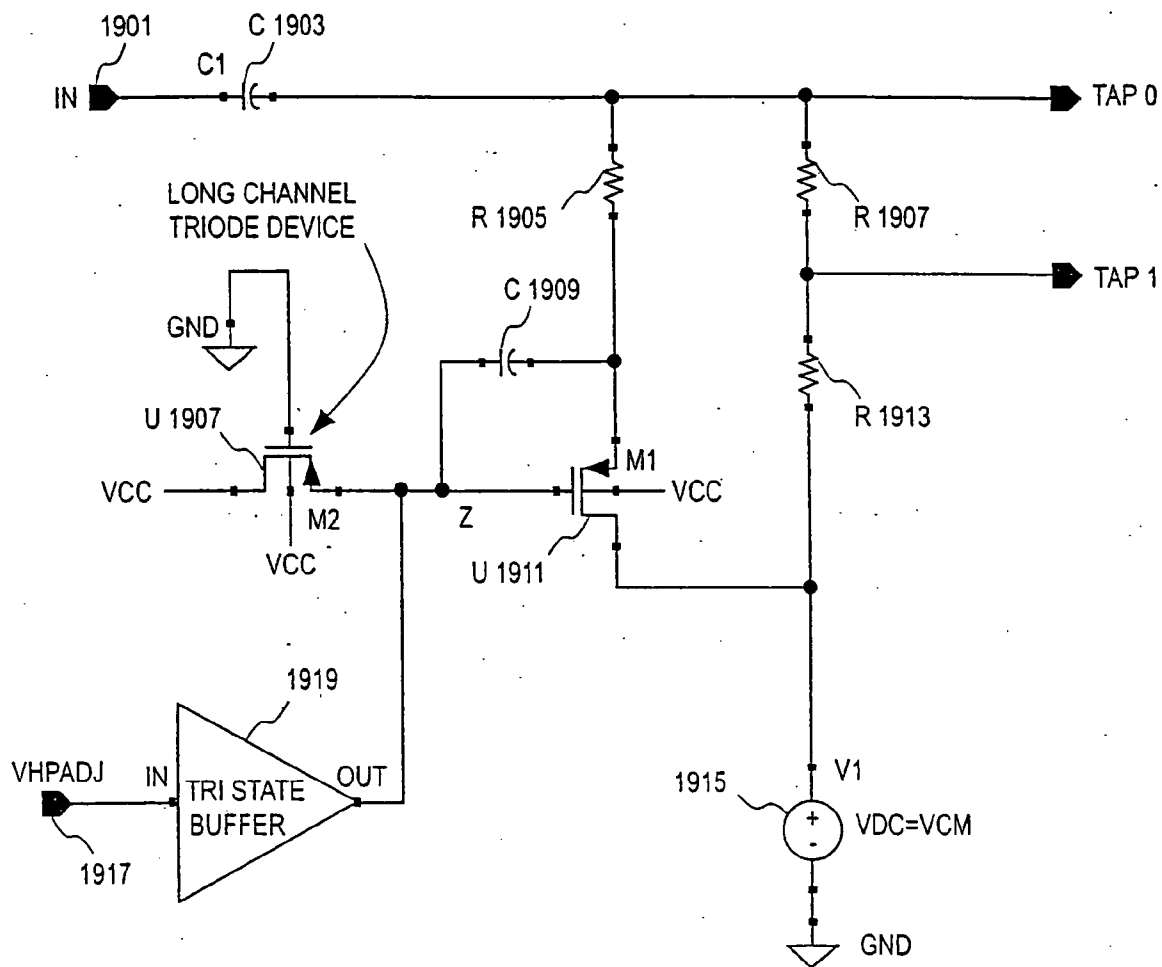 1901
C 1903
C1
IN
TAP 0
LONG CHANNEL
TRIODE DEVICE
R 1905
R 1907
TAP 1
C 1909
GND
U 1907
R 1913
M1
VCC
M2
Z
VCC
VCC
U 1911
1919
VHPADJ
IN
TRI STATE
BUFFER
OUT
1917
V1
1915
+
-
VDC=VCM
GND